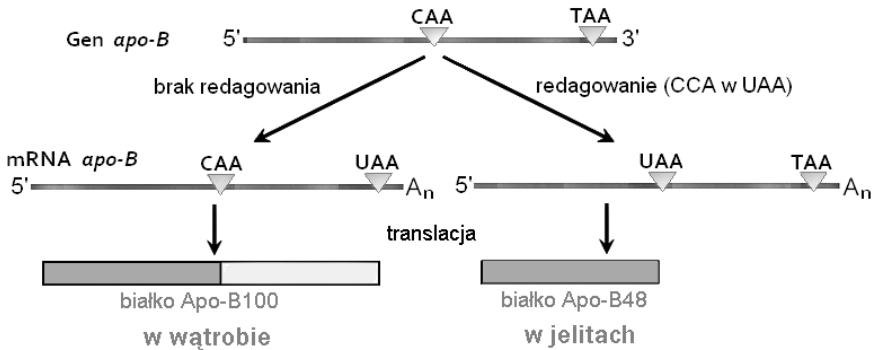 CAA TAA
Gen apo-B 5' 3'
brak redagowania redagowanie (CCA w UAA)
mRNA apo-B CAA UAA UAA TAA
5' An 5' An
translacja
białko Apo-B100 białko Apo-B48
w wątrobie w jelitach